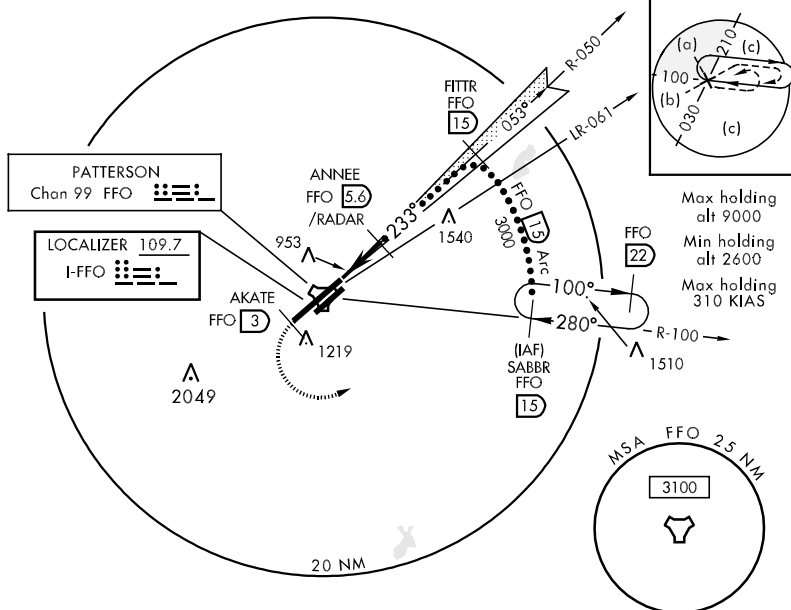 R-050
LR-061
053°
FITTR
FFO
15
FFO 15 Arc
3000
PATTERSON
Chan 99 FFO
LOCALIZER 109.7
I-FFO
ANNEE
FFO 5.6
/RADAR
233°
953
1540
AKATE
FFO 3
1219
2049
100°
280°
R-100
FFO
22
1510
(IAF)
SABBR
FFO
15
20 NM
(a)
210
(c)
100
(b)
030
(c)
Max holding
alt 9000
Min holding
alt 2600
Max holding
310 KIAS
MSA FFO 25 NM
3100